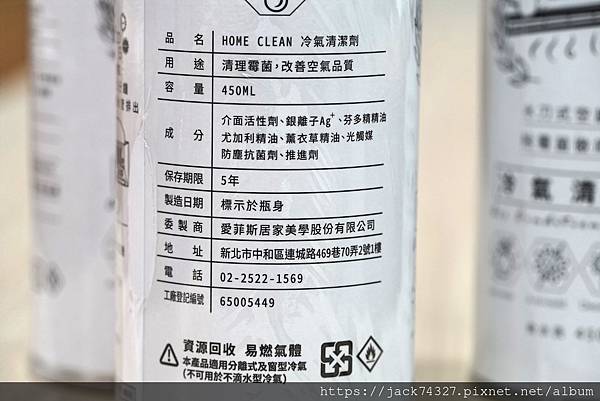 品 名 HOME CLEAN 冷氣清潔劑
用 途 清理霉菌,改善空氣品質
容 量 450ML
成 分 介面活性劑、銀離子Ag⁺、芬多精精油
尤加利精油、薰衣草精油、光觸媒
防塵抗菌劑、推進劑
保存期限 5年
製造日期 標示於瓶身
委 製 商 愛菲斯居家美學股份有限公司
地 址 新北市中和區連城路469巷70弄2號1樓
電 話 02-2522-1569
工廠登記編號 65005449
資源回收 易燃氣體
本產品適用分離式及窗型冷氣
(不可用於不滴水型冷氣)
排出
冷氣清
https://jack74327.pixnet.net/album